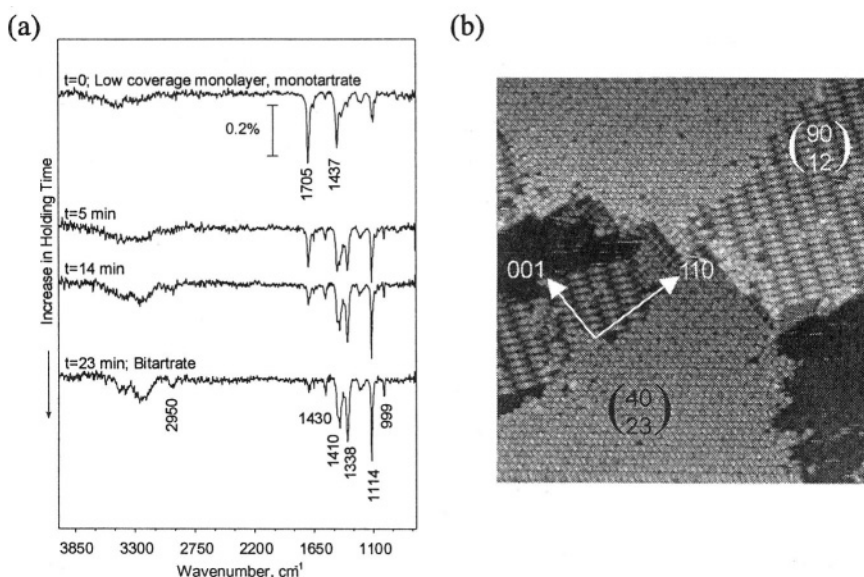 (a)
t=0; Low coverage monolayer, monotartrate
0.2%
1705
1437
t=5 min
t=14 min
t=23 min; Bitartrate
2950
1430
1410
1338
1114
999
Increase in Holding Time
3850 3300 2750 2200 1650 1100
Wavenumber, cm¹
(b)
90
12
001
110
40
23